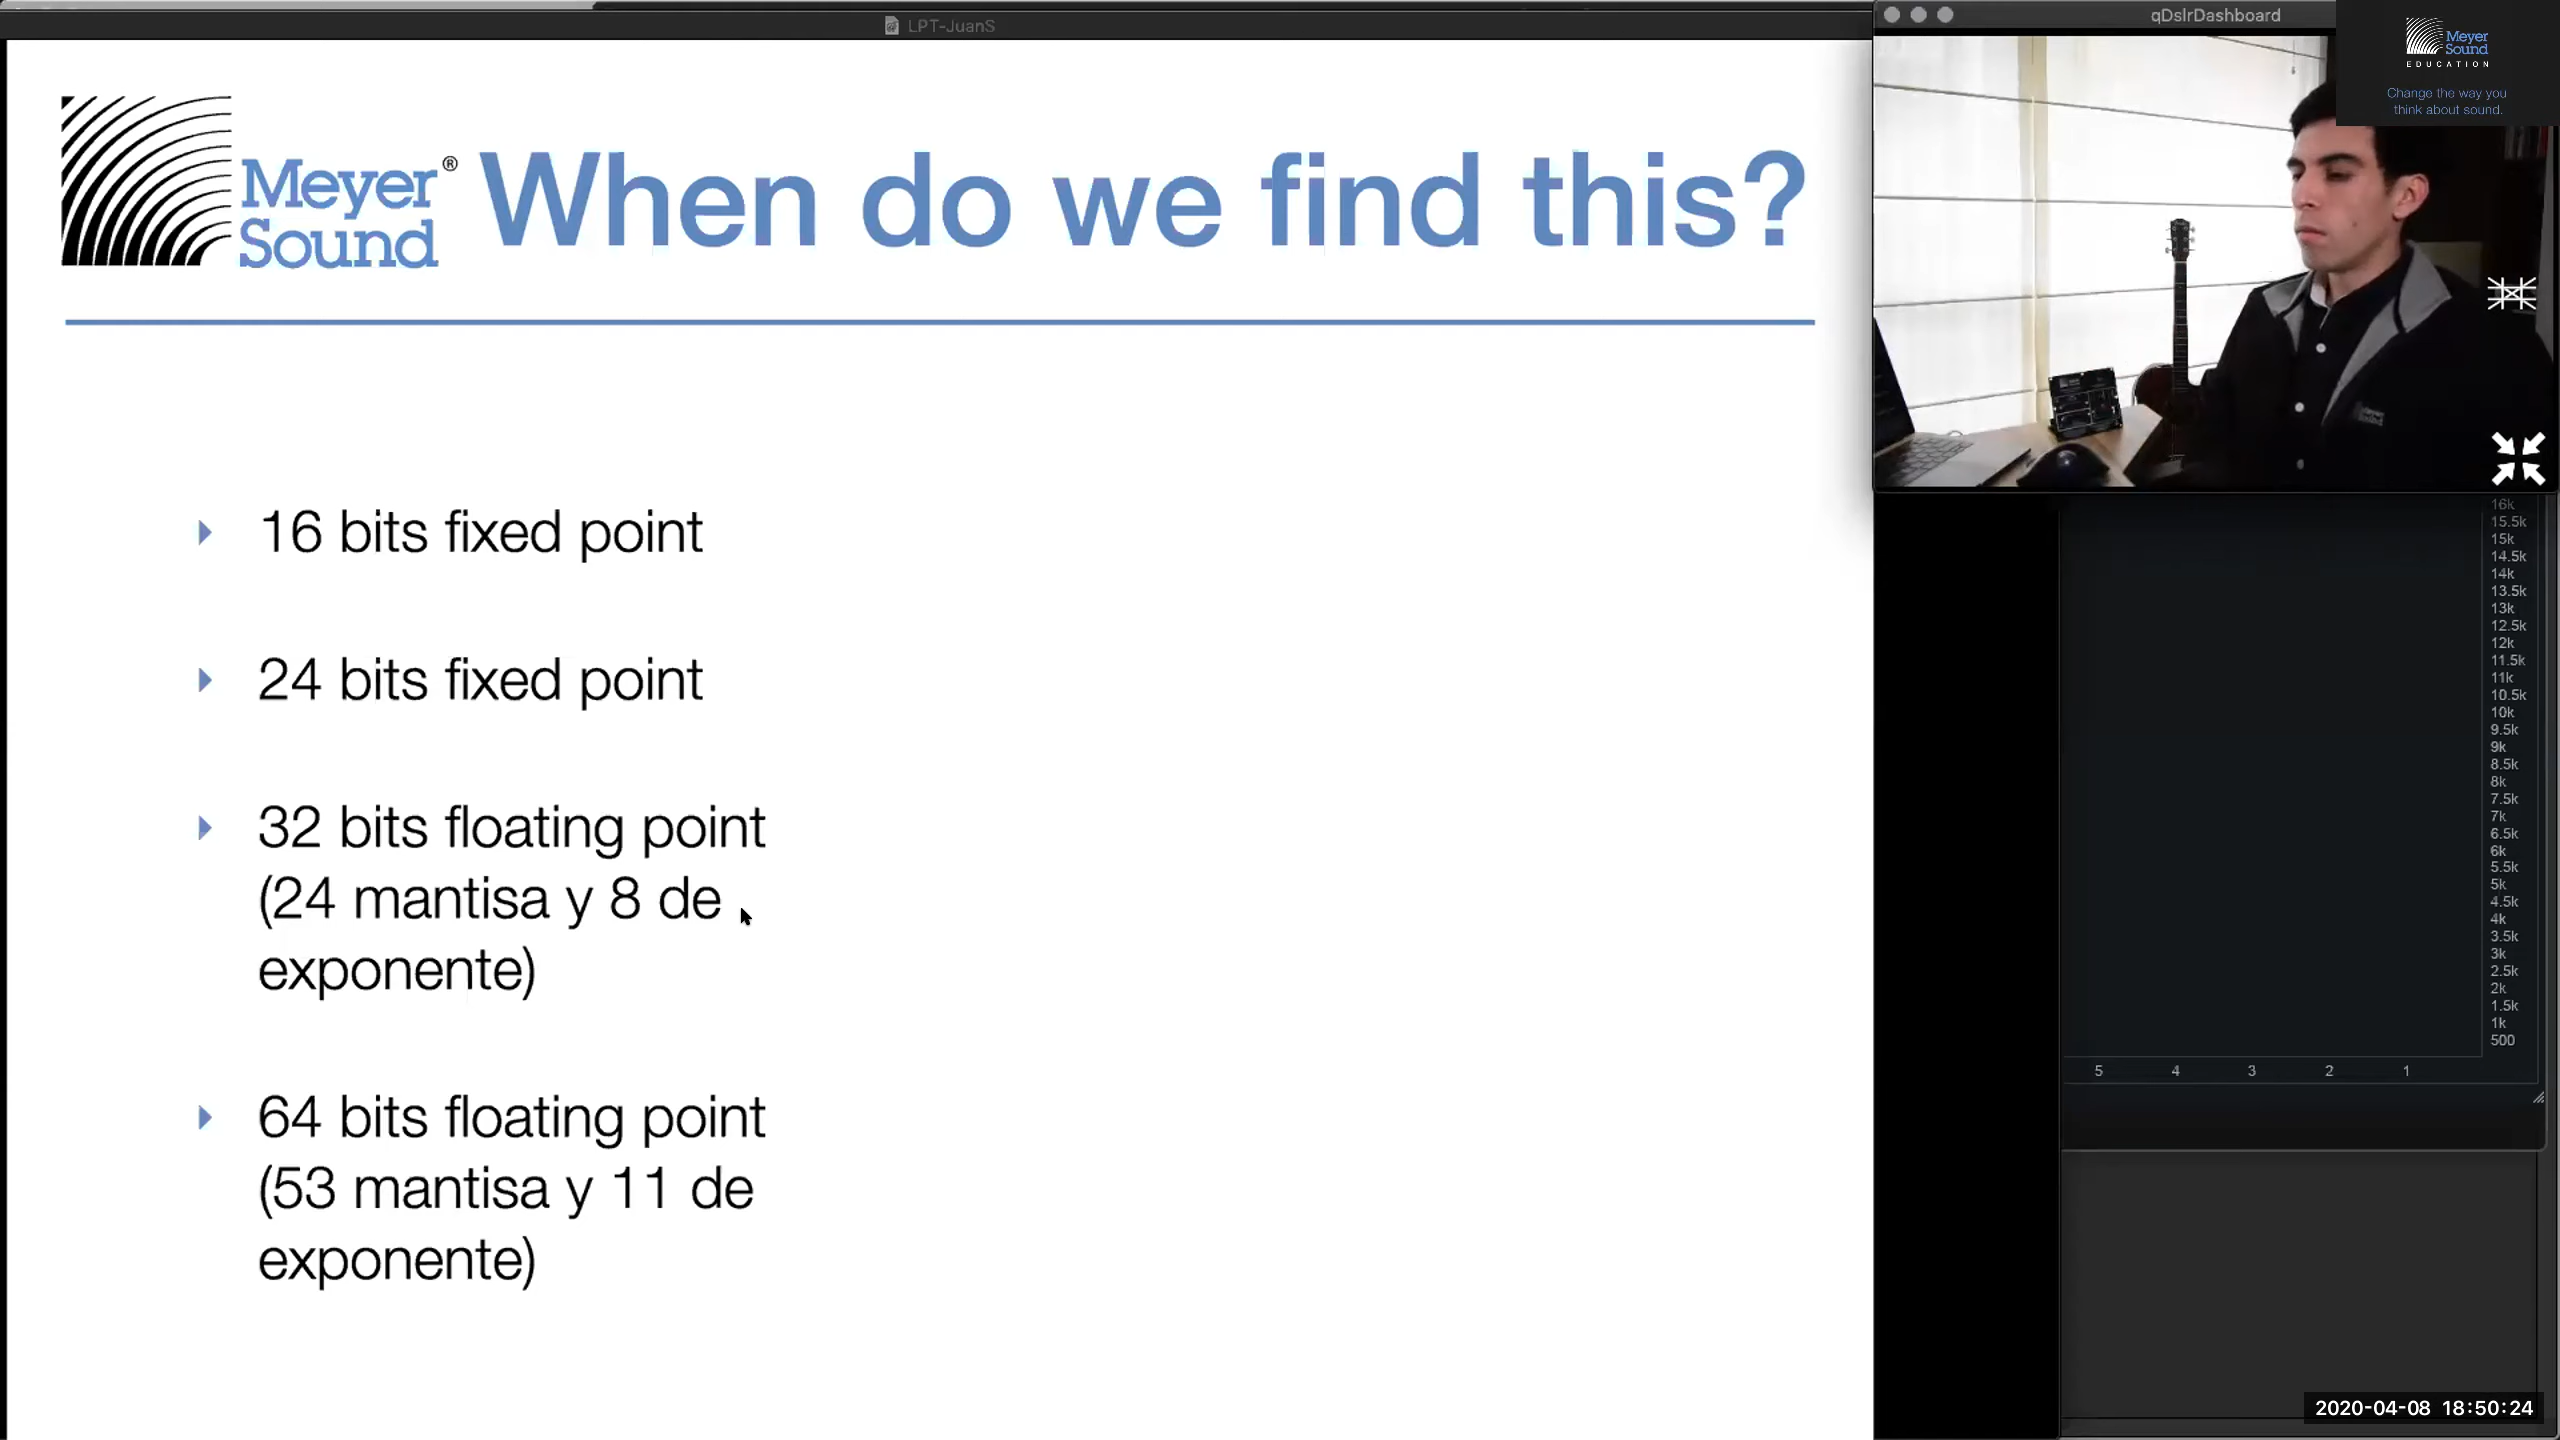 LPT-JuanS
qDslrDashboard
Meyer
Sound
EDUCATION
Change the way you
think about sound.
Meyer®
Sound
When do we find this?
16 bits fixed point
24 bits fixed point
32 bits floating point
(24 mantisa y 8 de
exponente)
64 bits floating point
(53 mantisa y 11 de
exponente)
16k
15.5k
15k
14.5k
14k
13.5k
13k
12.5k
12k
11.5k
11k
10.5k
10k
9.5k
9k
8.5k
8k
7.5k
7k
6.5k
6k
5.5k
5k
4.5k
4k
3.5k
3k
2.5k
2k
1.5k
1k
500
5 4 3 2 1
2020-04-08 18:50:24